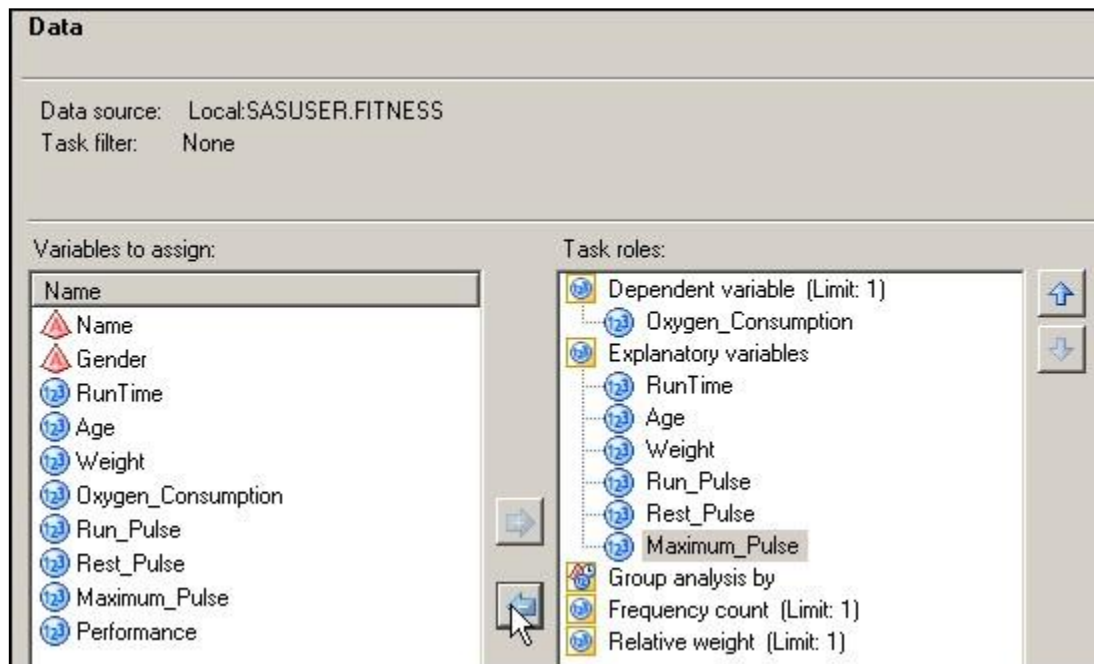 Data
Data source: Local:SASUSER.FITNESS
Task filter: None
Variables to assign:
Name
Name
Gender
RunTime
Age
Weight
Oxygen_Consumption
Run_Pulse
Rest_Pulse
Maximum_Pulse
Performance
Task roles:
Dependent variable (Limit: 1)
Oxygen_Consumption
Explanatory variables
RunTime
Age
Weight
Run_Pulse
Rest_Pulse
Maximum_Pulse
Group analysis by
Frequency count (Limit: 1)
Relative weight (Limit: 1)